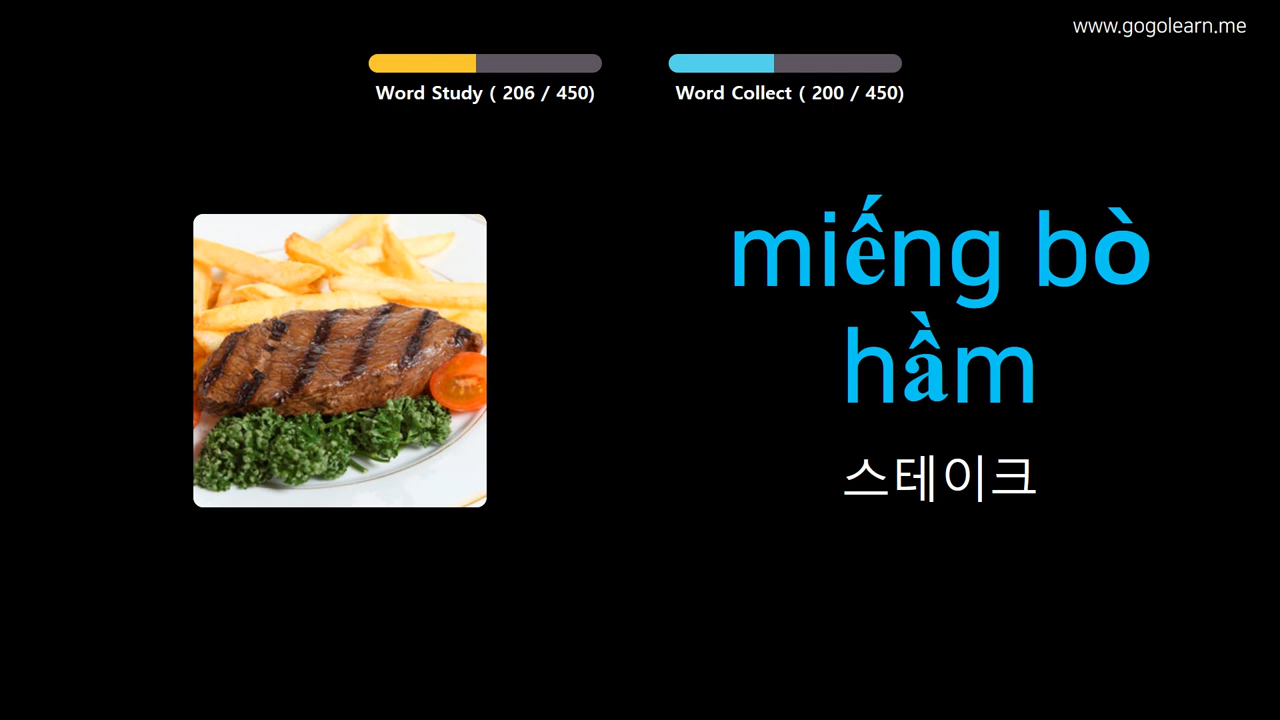 www.gogolearn.me
Word Study ( 206 / 450)
Word Collect ( 200 / 450)
miếng bò
hầm
스테이크